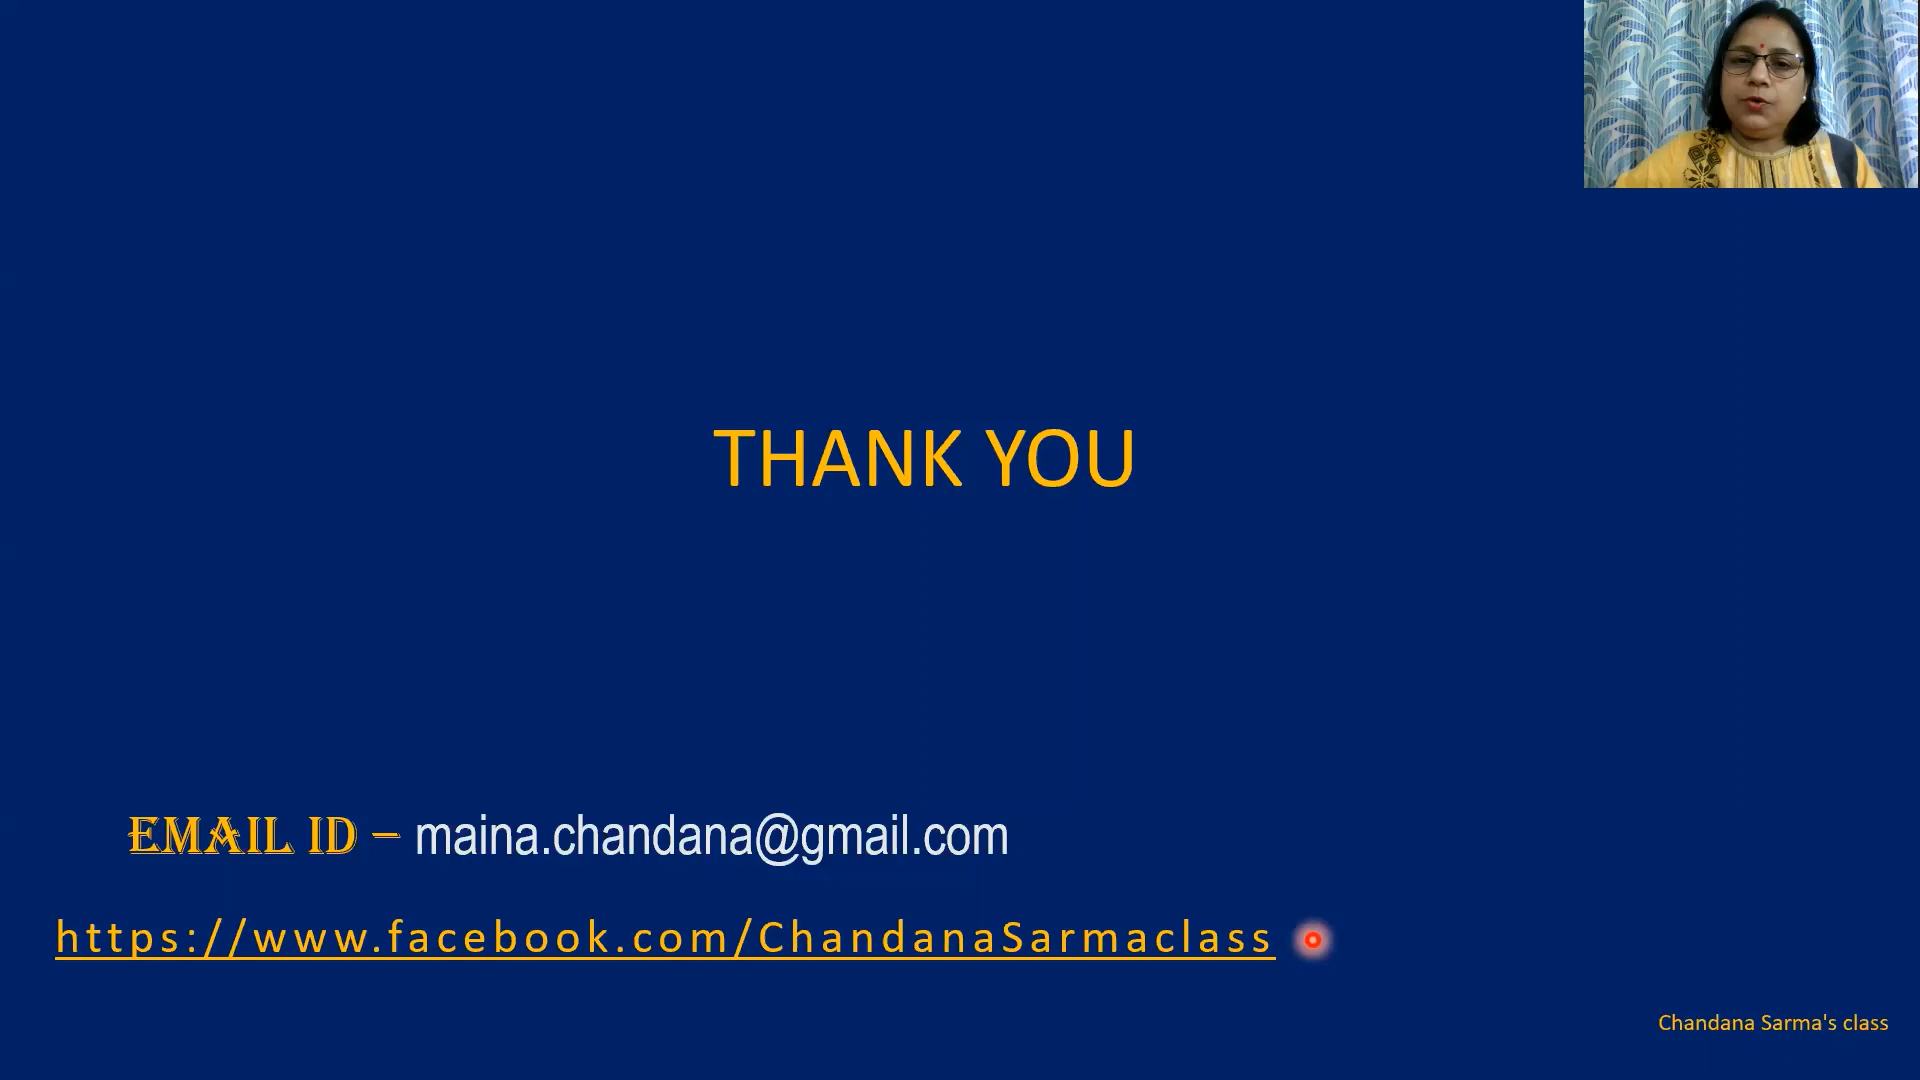 THANK YOU
EMAIL ID – maina.chandana@gmail.com
https://www.facebook.com/ChandanaSarmaclass
Chandana Sarma's class